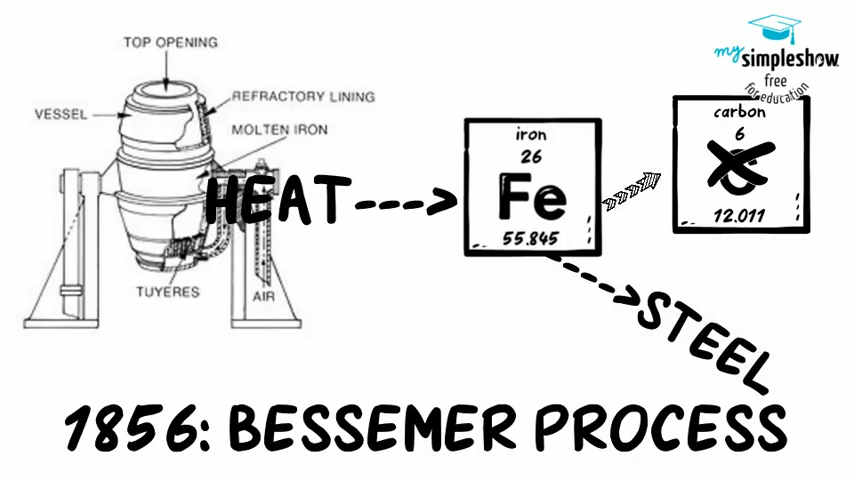 my
simpleshow
free
for education
TOP OPENING
VESSEL
REFRACTORY LINING
MOLTEN IRON
HEAT
TUYERES
AIR
iron
26
Fe
55.845
carbon
6
C
12.011
STEEL
1856: BESSEMER PROCESS